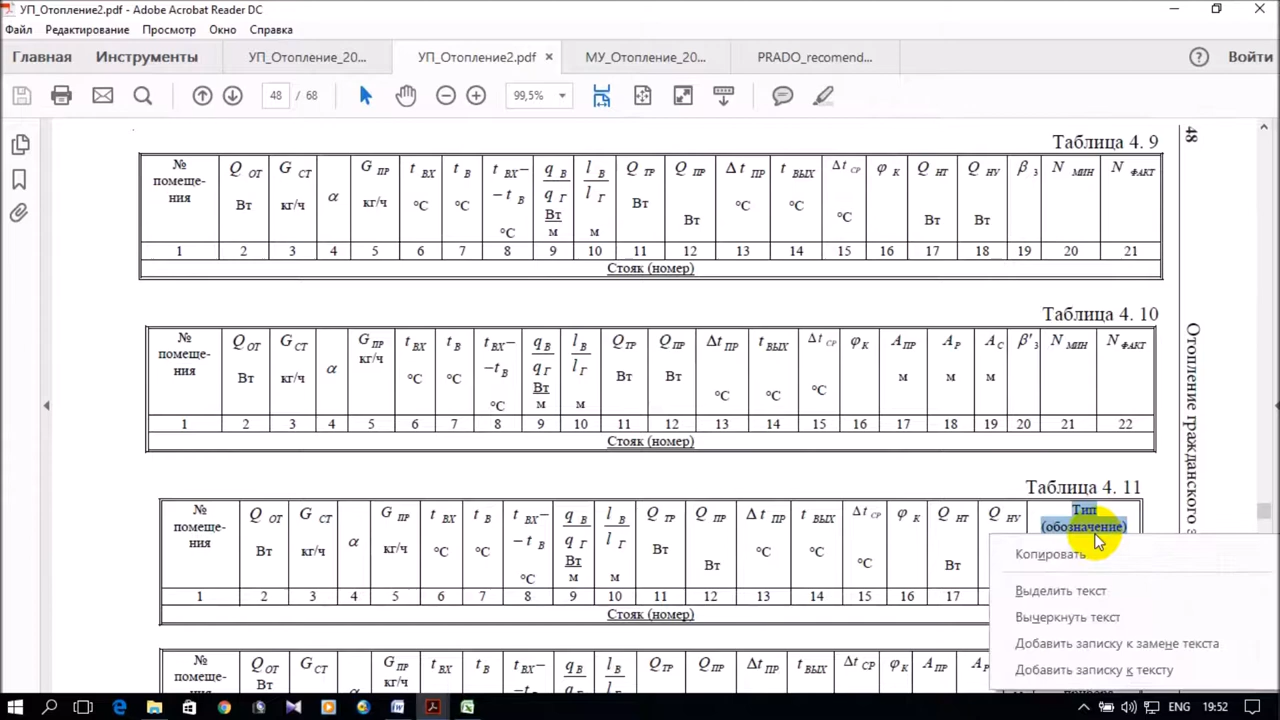 УП_Отопление2.pdf - Adobe Acrobat Reader DC
Файл Редактирование Просмотр Окно Справка
Главная Инструменты УП_Отопление_20... УП_Отопление2.pdf × МУ_Отопление_20... PRADO_recomend... Войти
48 / 68 99,5%
48
Отопление гражданского з
Таблица 4. 9
№ помеще-ния Q ОТ Вт G СТ кг/ч α G ПР кг/ч t ВХ °C t В °C t ВХ− −t В °C q В q Г Вт м l В l Г м Q ТР Вт Q ПР Вт Δt ПР °C t ВЫХ °C Δt СР °C φ К Q НТ Вт Q НУ Вт β 3 N МИН N ФАКТ
1 2 3 4 5 6 7 8 9 10 11 12 13 14 15 16 17 18 19 20 21
Стояк (номер)
Таблица 4. 10
№ помеще-ния Q ОТ Вт G СТ кг/ч α G ПР кг/ч t ВХ °C t В °C t ВХ− −t В °C q В q Г Вт м l В l Г м Q ТР Вт Q ПР Вт Δt ПР °C t ВЫХ °C Δt СР °C φ К A ПР м A Р м A С м β' 3 N МИН N ФАКТ
1 2 3 4 5 6 7 8 9 10 11 12 13 14 15 16 17 18 19 20 21 22
Стояк (номер)
Таблица 4. 11
№ помеще-ния Q ОТ Вт G СТ кг/ч α G ПР кг/ч t ВХ °C t В °C t ВХ− −t В °C q В q Г Вт м l В l Г м Q ТР Вт Q ПР Вт Δt ПР °C t ВЫХ °C Δt СР °C φ К Q НТ Вт Q НУ Тип (обозначение)
1 2 3 4 5 6 7 8 9 10 11 12 13 14 15 16 17
Стояк (номер)
Копировать
Выделить текст
Вычеркнуть текст
Добавить записку к замене текста
Добавить записку к тексту
№ помеще- Q ОТ Вт G СТ G ПР кг/ч t ВХ t В t ВХ− q В l В Q ТР Q ПР Δt ПР t ВЫХ Δt СР φ К A ПР A Р
ENG 19:52